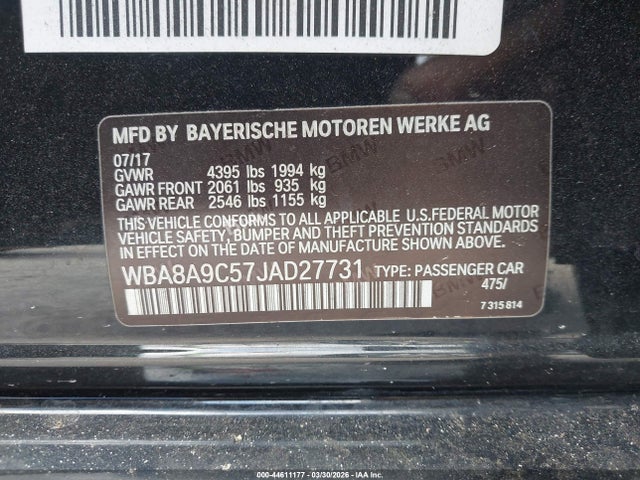 MFD BY BAYERISCHE MOTOREN WERKE AG
07/17
GVWR 4395 lbs 1994 kg
GAWR FRONT 2061 lbs 935 kg
GAWR REAR 2546 lbs 1155 kg
THIS VEHICLE CONFORMS TO ALL APPLICABLE U.S.FEDERAL MOTOR
VEHICLE SAFETY, BUMPER AND THEFT PREVENTION STANDARDS
IN EFFECT ON THE DATE OF MANUFACTURE SHOWN ABOVE.
WBA8A9C57JAD27731 TYPE: PASSENGER CAR
475/
7 315 814
000-44611177 — 03/30/2026 — © IAA Holdings, LLC